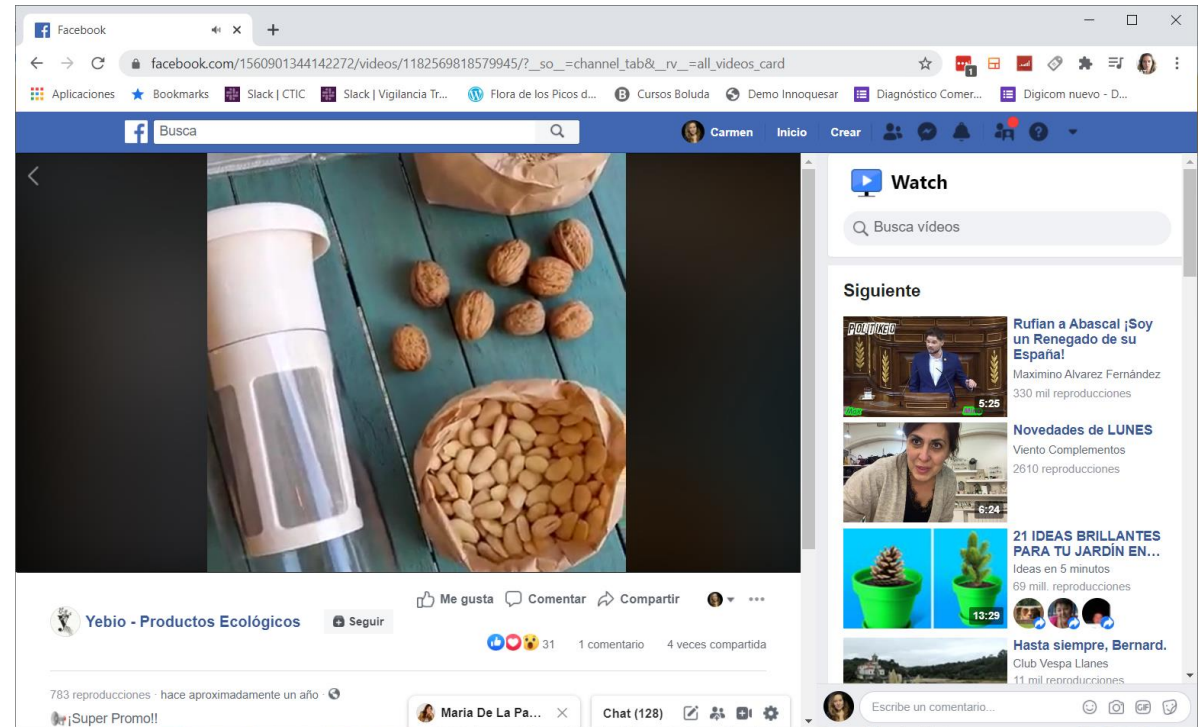 Facebook
facebook.com/1560901344142272/videos/1182569818579945/?__so__=channel_tab&__rv__=all_videos_card
1
Aplicaciones Bookmarks Slack | CTIC Slack | Vigilancia Tr... Flora de los Picos d... Cursos Boluda Demo Innoquesar Diagnóstico Comer... Digicom nuevo - D...
Busca
Carmen Inicio Crear
Watch
Busca vídeos
Siguiente
POLITIKEO
5:25
Rufian a Abascal ¡Soy
un Renegado de su
España!
Maximino Alvarez Fernández
330 mil reproducciones
6:24
Novedades de LUNES
Viento Complementos
2610 reproducciones
13:29
21 IDEAS BRILLANTES
PARA TU JARDÍN EN...
Ideas en 5 minutos
69 mill. reproducciones
Hasta siempre, Bernard.
Club Vespa Llanes
11 mil reproducciones
Me gusta Comentar Compartir
Yebio - Productos Ecológicos Seguir
31 1 comentario 4 veces compartida
783 reproducciones · hace aproximadamente un año ·
¡Super Promo!!
Maria De La Pa...
Chat (128)
Escribe un comentario...
GIF